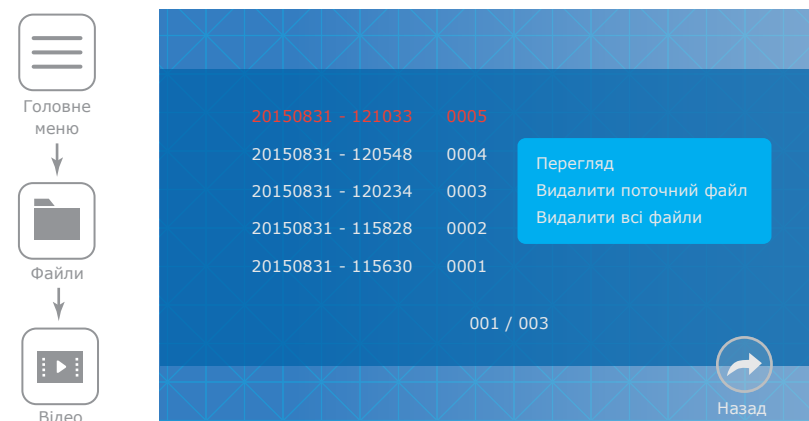 Головне
меню
Файли
Відео
20150831 - 121033 0005
20150831 - 120548 0004
20150831 - 120234 0003
20150831 - 115828 0002
20150831 - 115630 0001
Перегляд
Видалити поточний файл
Видалити всі файли
001 / 003
Назад